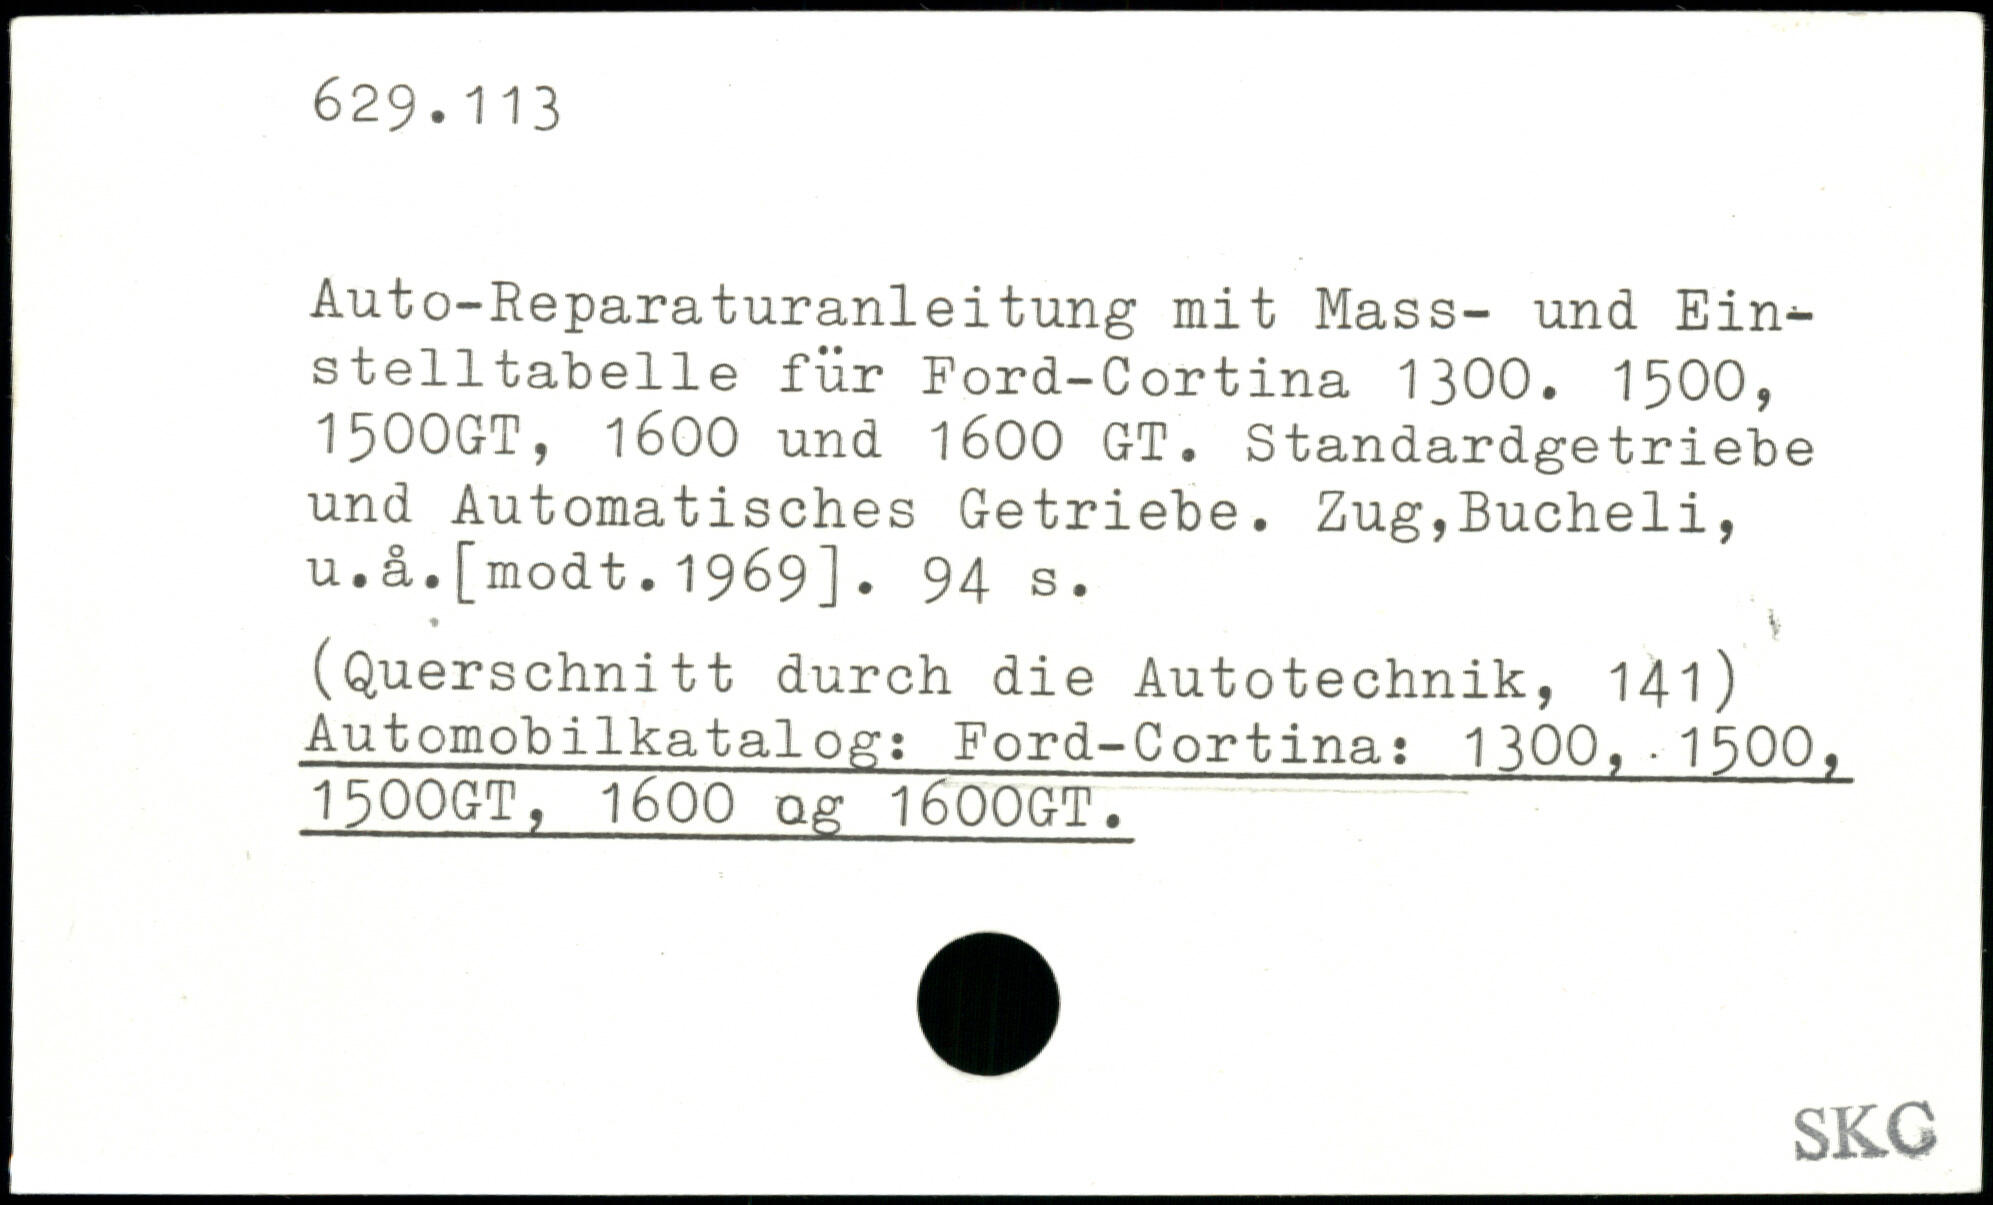 629.113
Auto-Reparaturanleitung mit Mass- und Ein-
stelltabelle für Ford-Cortina 1300. 1500,
1500GT, 1600 und 1600 GT. Standardgetriebe
und Automatisches Getriebe. Zug,Bucheli,
u.å.[modt.1969]. 94 s.
(Querschnitt durch die Autotechnik, 141)
Automobilkatalog: Ford-Cortina: 1300, 1500,
1500GT, 1600 og 1600GT.
SKG